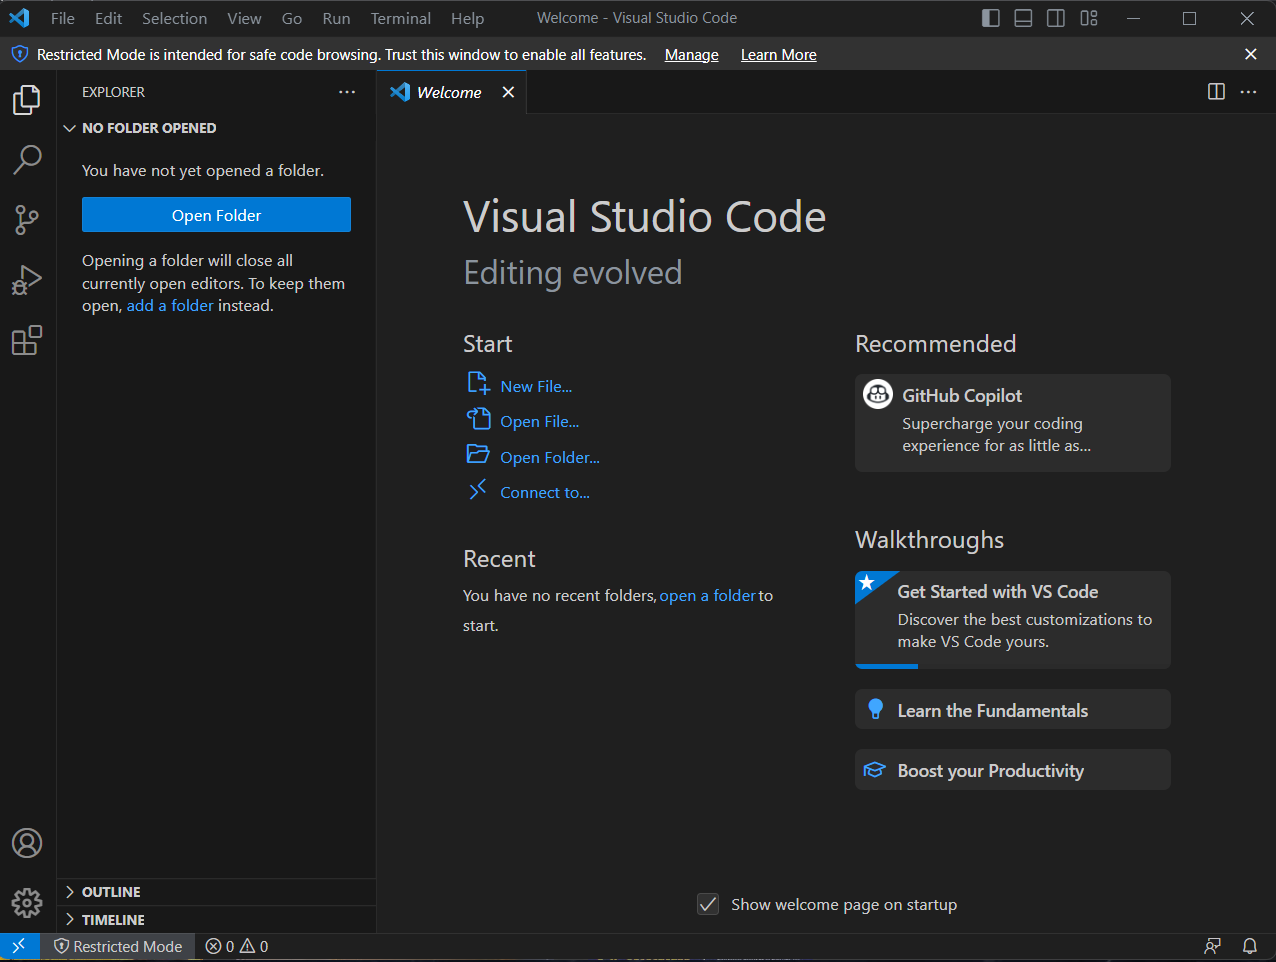 File Edit Selection View Go Run Terminal Help Welcome - Visual Studio Code
Restricted Mode is intended for safe code browsing. Trust this window to enable all features. Manage Learn More
EXPLORER
NO FOLDER OPENED
You have not yet opened a folder.
Open Folder
Opening a folder will close all
currently open editors. To keep them
open, add a folder instead.
OUTLINE
TIMELINE
Welcome
Visual Studio Code
Editing evolved
Start
New File...
Open File...
Open Folder...
Connect to...
Recent
You have no recent folders, open a folder to
start.
Recommended
GitHub Copilot
Supercharge your coding
experience for as little as...
Walkthroughs
Get Started with VS Code
Discover the best customizations to
make VS Code yours.
Learn the Fundamentals
Boost your Productivity
Show welcome page on startup
Restricted Mode 0 0